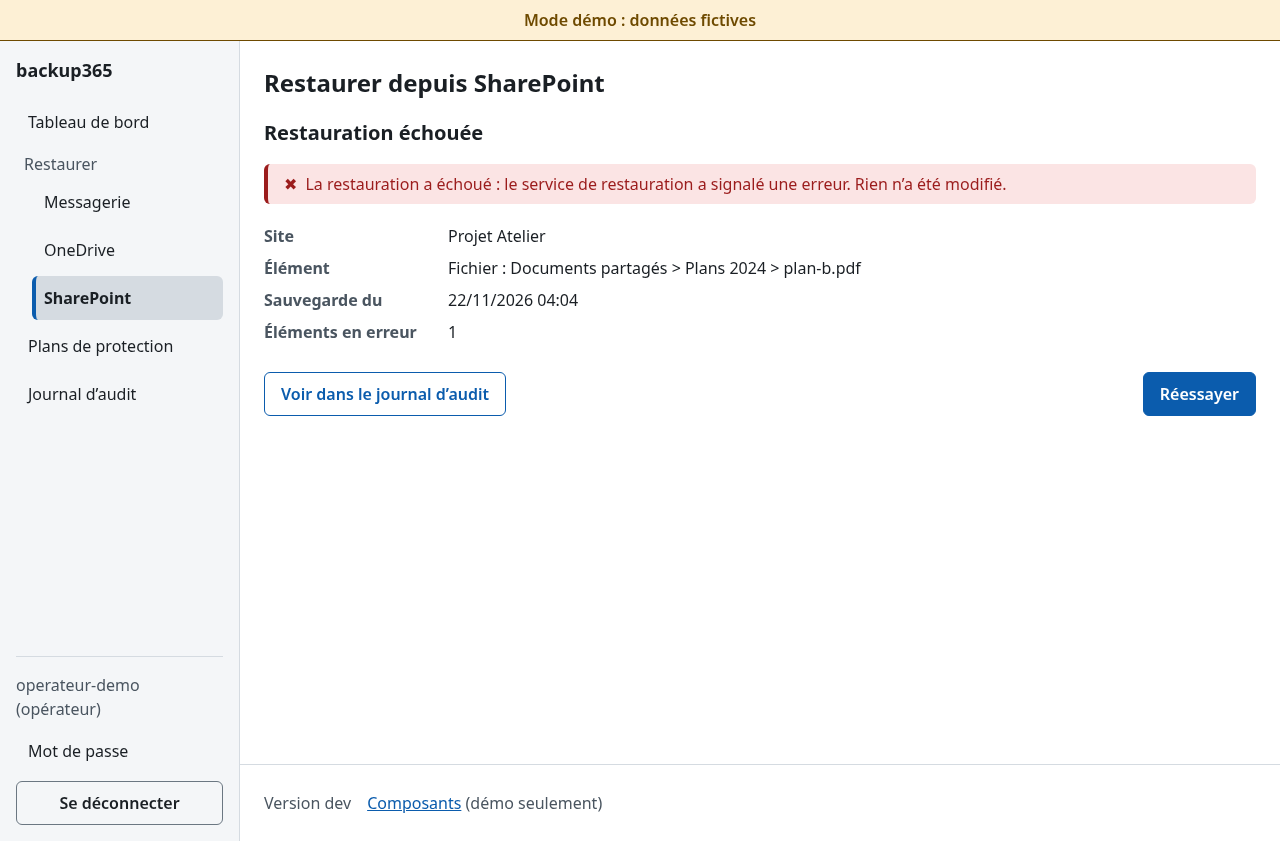 Mode démo : données fictives
backup365
Tableau de bord
Restaurer
Messagerie
OneDrive
SharePoint
Plans de protection
Journal d’audit
operateur-demo
(opérateur)
Mot de passe
Se déconnecter
Restaurer depuis SharePoint
Restauration échouée
✖ La restauration a échoué : le service de restauration a signalé une erreur. Rien n’a été modifié.
Site Projet Atelier
Élément Fichier : Documents partagés > Plans 2024 > plan-b.pdf
Sauvegarde du 22/11/2026 04:04
Éléments en erreur 1
Voir dans le journal d’audit
Réessayer
Version dev Composants (démo seulement)